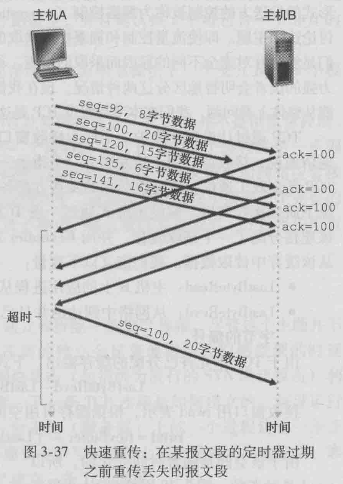 主机A
主机B
seq=92, 8字节数据
seq=100, 20字节数据
seq=120, 15字节数据
seq=135, 6字节数据
seq=141, 16字节数据
ack=100
ack=100
ack=100
ack=100
超时
seq=100, 20字节数据
时间
时间
图 3-37 快速重传：在某报文段的定时器过期
之前重传丢失的报文段